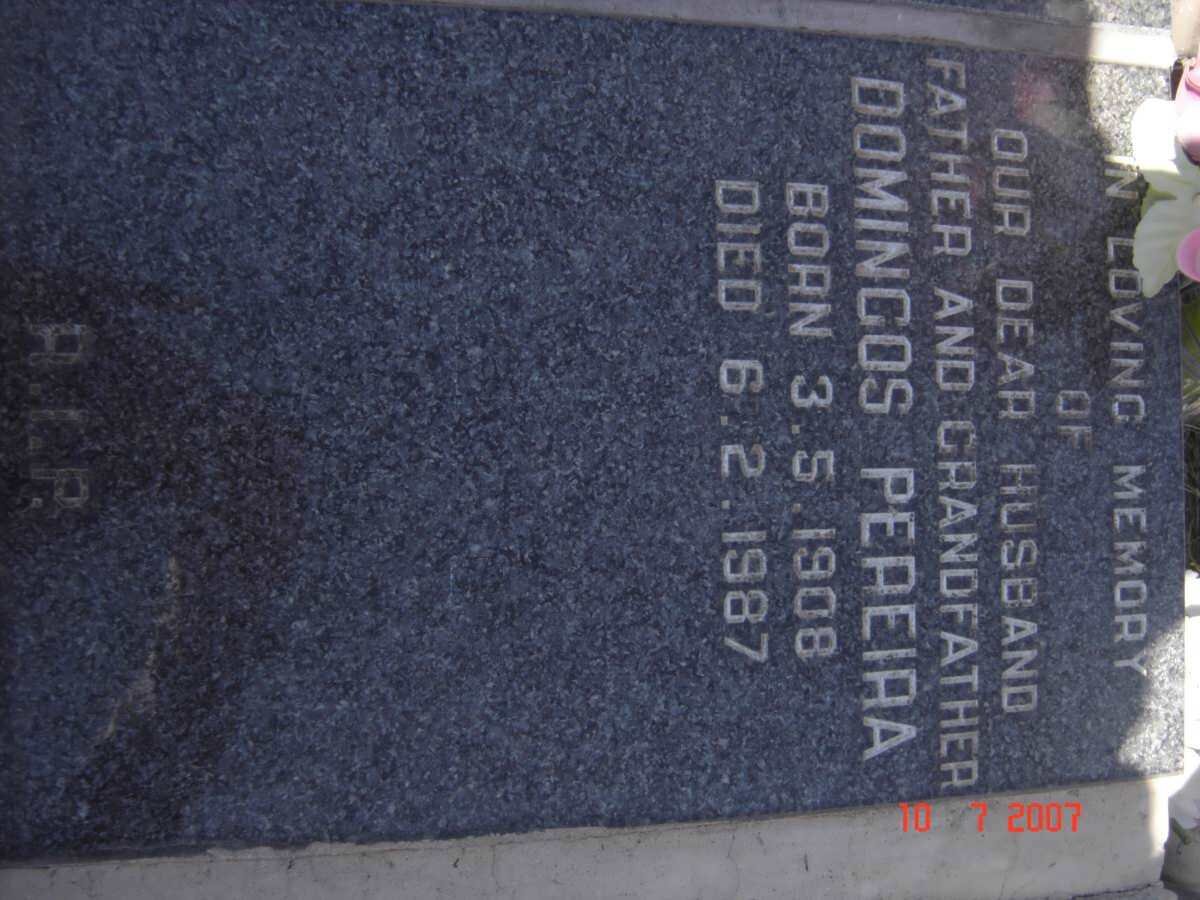 IN LOVING MEMORY
OF
OUR DEAR HUSBAND
FATHER AND GRANDFATHER
DOMINGOS PEREIRA
BORN 3.5.1908
DIED 6.2.1987
R.I.P.
10 7 2007